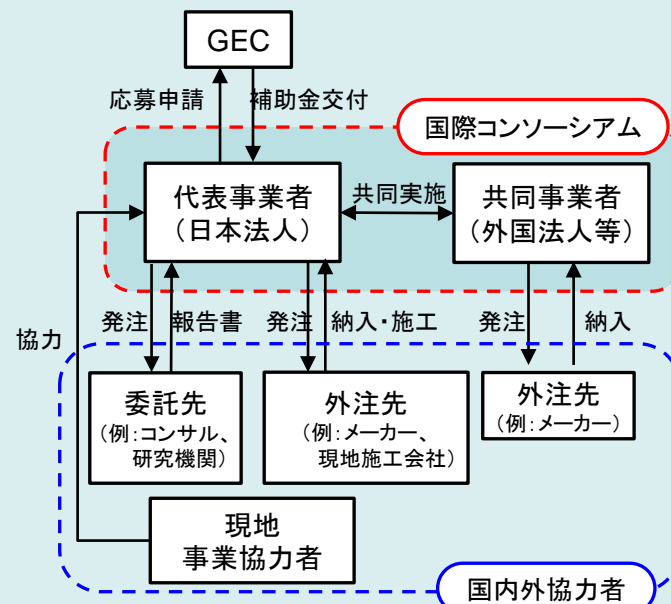 GEC
応募申請
補助金交付
国際コンソーシアム
代表事業者
(日本法人)
共同実施
共同事業者
(外国法人等)
協力
発注
報告書
発注
納入・施工
発注
納入
委託先
(例:コンサル、
研究機関)
外注先
(例:メーカー、
現地施工会社)
外注先
(例:メーカー)
現地
事業協力者
国内外協力者